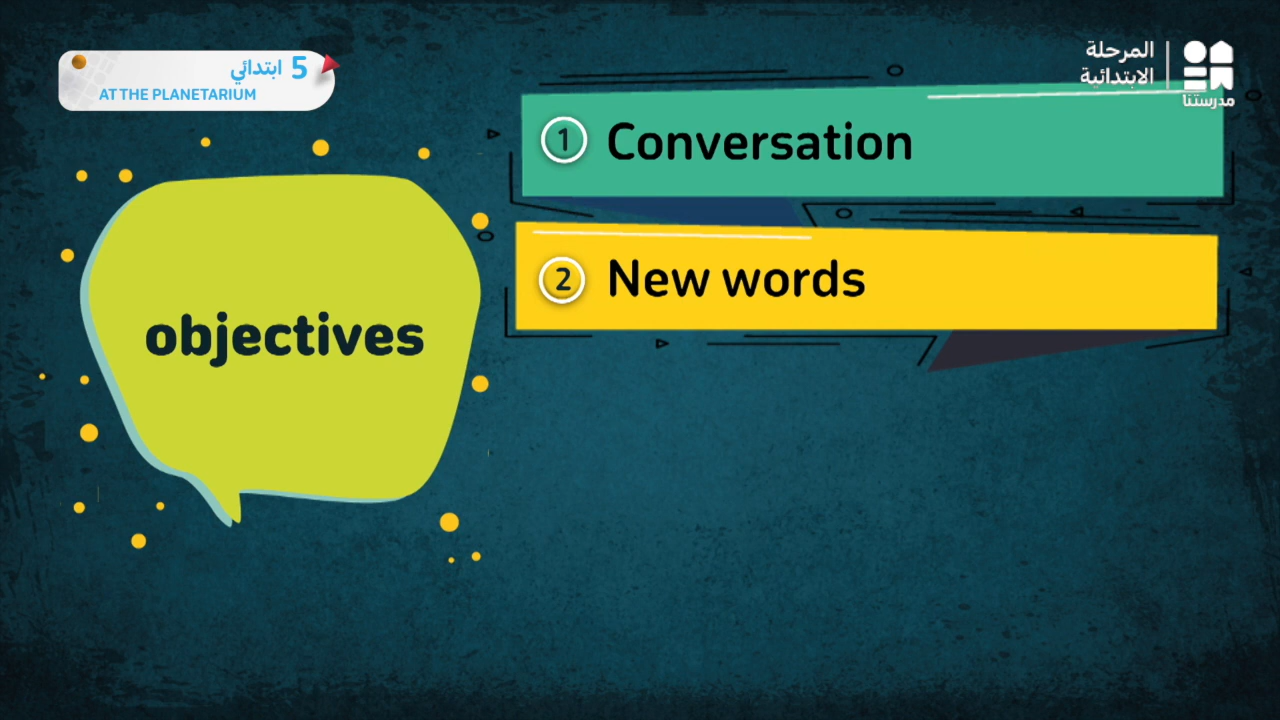 5 ابتدائي
AT THE PLANETARIUM
المرحلة
الابتدائية
مدرستنا
objectives
1 Conversation
2 New words